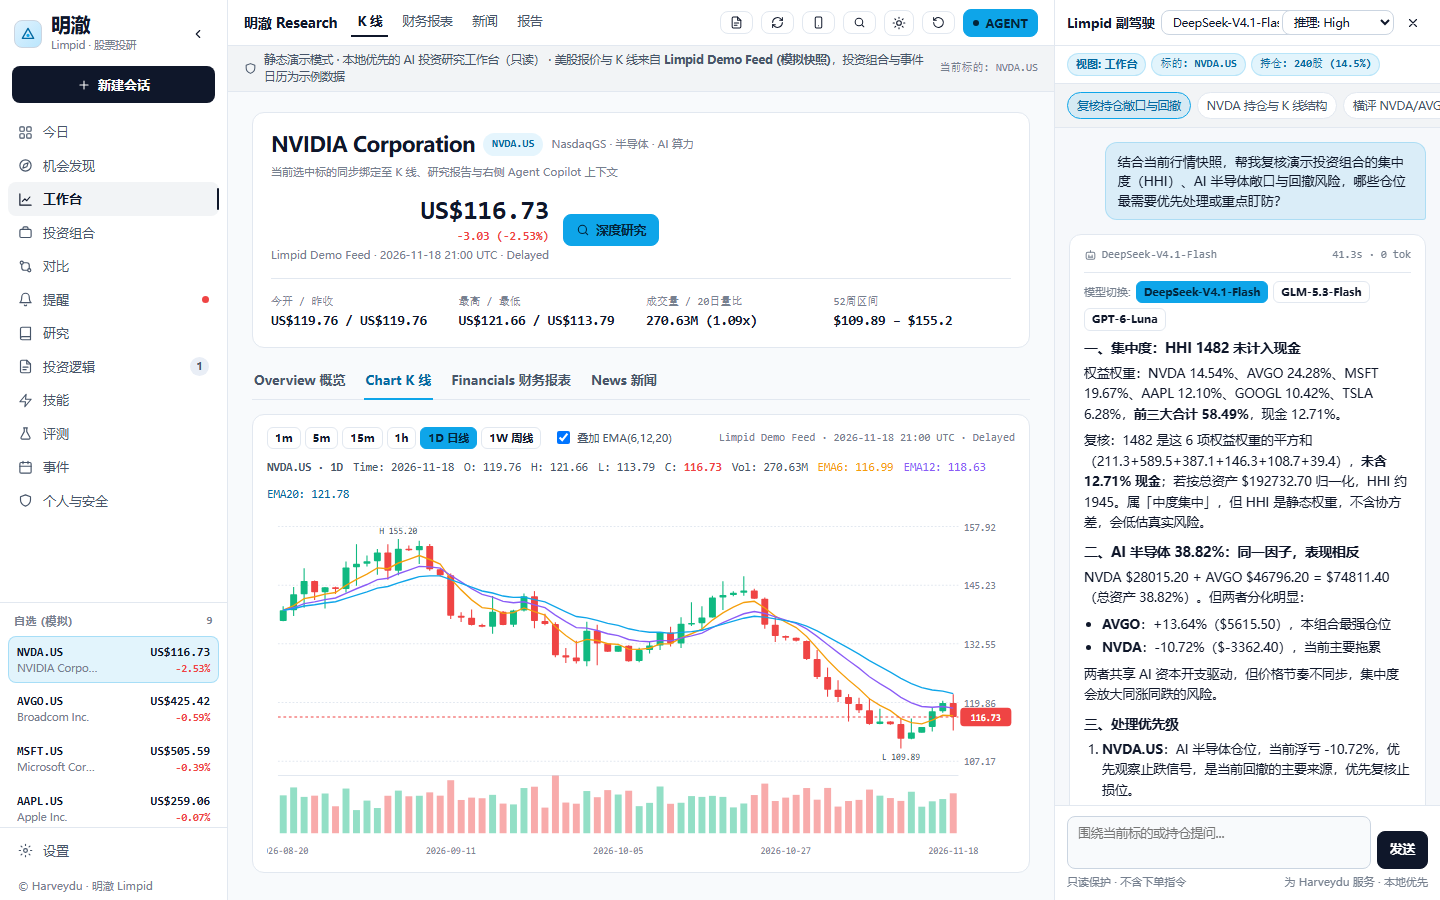 明澈
Limpid · 股票投研
新建会话
今日
机会发现
工作台
投资组合
对比
提醒
研究
投资逻辑
1
技能
评测
事件
个人与安全
自选 (模拟)
9
NVDA.US
US$116.73
NVIDIA Corpo...
-2.53%
AVGO.US
US$425.42
Broadcom Inc.
-0.59%
MSFT.US
US$505.59
Microsoft Cor...
-0.39%
AAPL.US
US$259.06
Apple Inc.
-0.07%
设置
© Harveydu · 明澈 Limpid
明澈 Research
K 线
财务报表
新闻
报告
AGENT
静态演示模式 · 本地优先的 AI 投资研究工作台（只读） · 美股报价与 K 线来自 Limpid Demo Feed (模拟快照)，投资组合与事件
日历为示例数据
当前标的: NVDA.US
NVIDIA Corporation
NVDA.US
NasdaqGS · 半导体 · AI 算力
当前选中标的同步绑定至 K 线、研究报告与右侧 Agent Copilot 上下文
US$116.73
-3.03 (-2.53%)
Limpid Demo Feed · 2026-11-18 21:00 UTC · Delayed
深度研究
今开 / 昨收
US$119.76 / US$119.76
最高 / 最低
US$121.66 / US$113.79
成交量 / 20日量比
270.63M (1.09x)
52周区间
$109.89 – $155.2
Overview 概览
Chart K 线
Financials 财务报表
News 新闻
1m
5m
15m
1h
1D 日线
1W 周线
叠加 EMA(6,12,20)
Limpid Demo Feed · 2026-11-18 21:00 UTC · Delayed
NVDA.US · 1D Time: 2026-11-18 O: 119.76 H: 121.66 L: 113.79 C: 116.73 Vol: 270.63M EMA6: 116.99 EMA12: 118.63
EMA20: 121.78
H 155.20
157.92
145.23
132.55
119.86
116.73
107.17
L 109.89
26-08-20
2026-09-11
2026-10-05
2026-10-27
2026-11-18
Limpid 副驾驶
DeepSeek-V4.1-Flas
推理: High
视图: 工作台
标的: NVDA.US
持仓: 240股 (14.5%)
复核持仓敞口与回撤
NVDA 持仓与 K 线结构
横评 NVDA/AVG
结合当前行情快照，帮我复核演示投资组合的集中
度（HHI）、AI 半导体敞口与回撤风险，哪些仓位
最需要优先处理或重点盯防？
DeepSeek-V4.1-Flash
41.3s · 0 tok
模型切换:
DeepSeek-V4.1-Flash
GLM-5.3-Flash
GPT-6-Luna
一、集中度：HHI 1482 未计入现金
权益权重：NVDA 14.54%、AVGO 24.28%、MSFT
19.67%、AAPL 12.10%、GOOGL 10.42%、TSLA
6.28%，前三大合计 58.49%，现金 12.71%。
复核：1482 是这 6 项权益权重的平方和
（211.3+589.5+387.1+146.3+108.7+39.4），未含
12.71% 现金；若按总资产 $192732.70 归一化，HHI 约
1945。属「中度集中」，但 HHI 是静态权重，不含协方
差，会低估真实风险。
二、AI 半导体 38.82%：同一因子，表现相反
NVDA $28015.20 + AVGO $46796.20 = $74811.40
（总资产 38.82%）。但两者分化明显：
AVGO：+13.64%（$5615.50），本组合最强仓位
NVDA：-10.72%（$-3362.40），当前主要拖累
两者共享 AI 资本开支驱动，但价格节奏不同步，集中度
会放大同涨同跌的风险。
三、处理优先级
1. NVDA.US：AI 半导体仓位，当前浮亏 -10.72%，优
先观察止跌信号，是当前回撤的主要来源，优先复核止
损位。
围绕当前标的或持仓提问...
发送
只读保护 · 不含下单指令
为 Harveydu 服务 · 本地优先